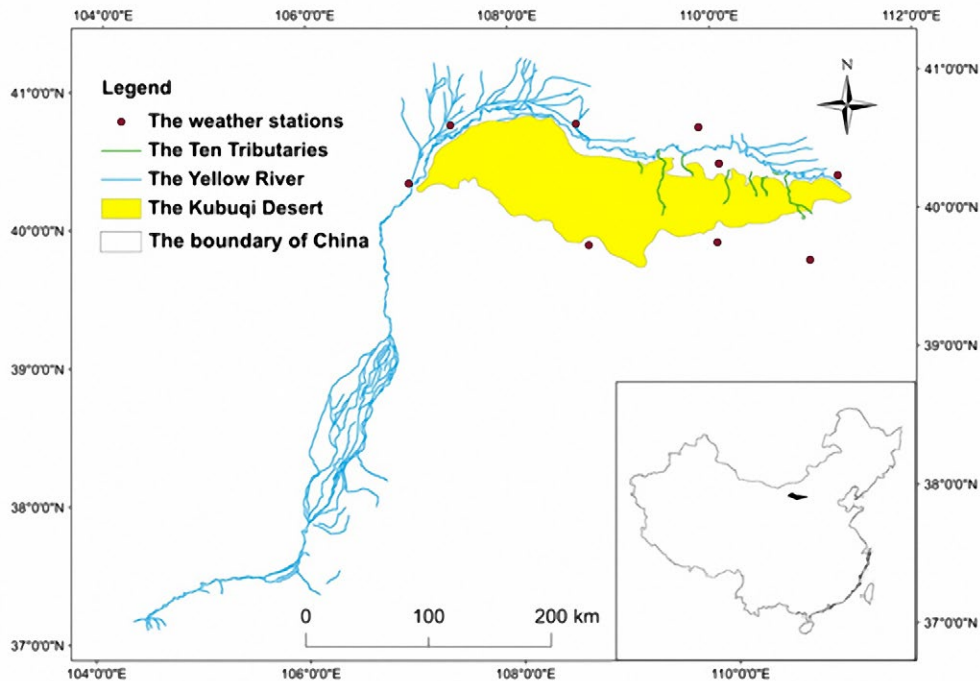 104°0'0"E 106°0'0"E 108°0'0"E 110°0'0"E 112°0'0"E
N
41°0'0"N 41°0'0"N
Legend
The weather stations
The Ten Tributaries
The Yellow River
The Kubuqi Desert
The boundary of China
40°0'0"N 40°0'0"N
39°0'0"N 39°0'0"N
38°0'0"N 38°0'0"N
0 100 200 km
37°0'0"N 37°0'0"N
104°0'0"E 106°0'0"E 108°0'0"E 110°0'0"E